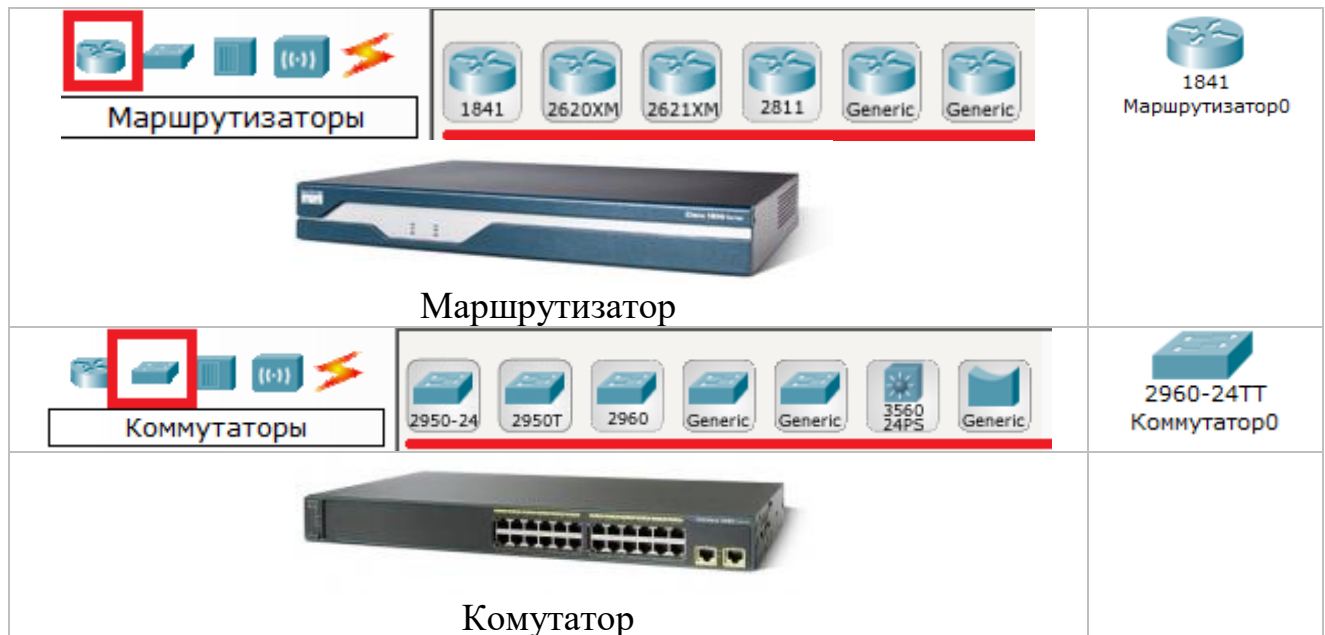 Маршрутизаторы
1841 2620XM 2621XM 2811 Generic Generic
1841
Маршрутизатор0
Маршрутизатор
Коммутаторы
2950-24 2950T 2960 Generic Generic 3560 24PS Generic
2960-24TT
Коммутатор0
Комутатор